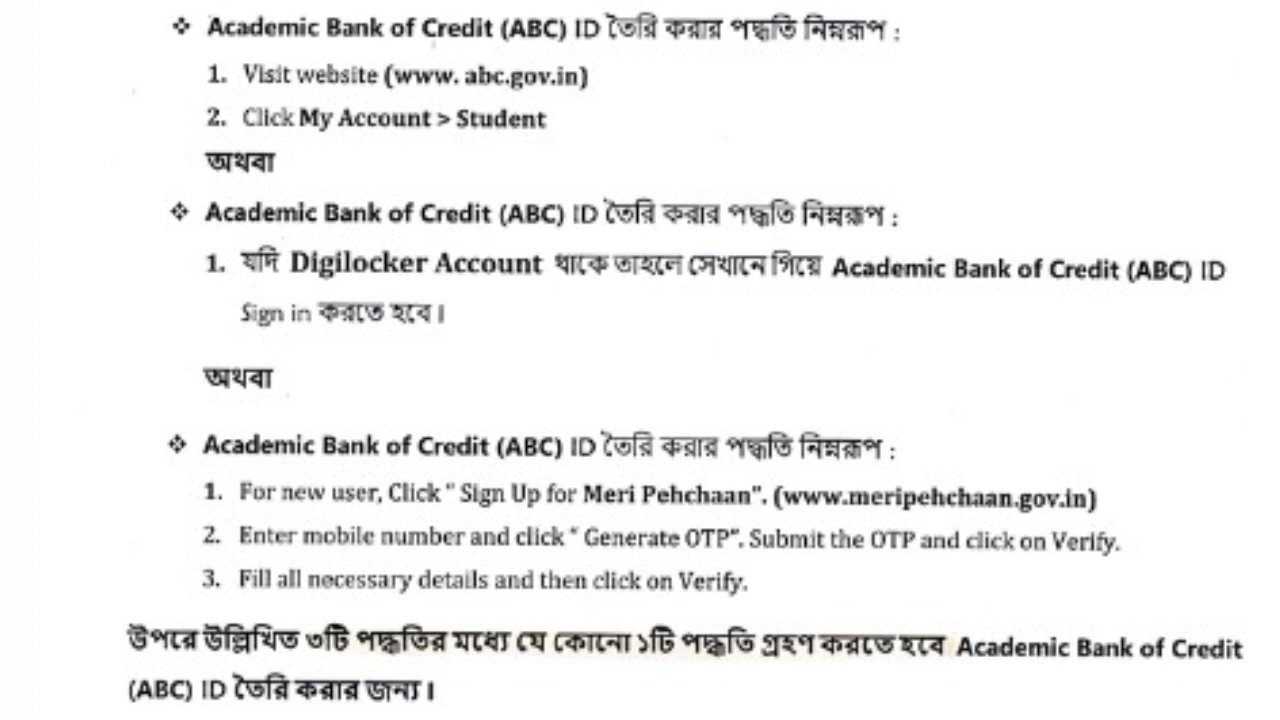 ❖ Academic Bank of Credit (ABC) ID তৈরি করার পদ্ধতি নিম্নরূপ :
1. Visit website (www. abc.gov.in)
2. Click My Account > Student
অথবা
❖ Academic Bank of Credit (ABC) ID তৈরি করার পদ্ধতি নিম্নরূপ :
1. যদি Digilocker Account থাকে তাহলে সেখানে গিয়ে Academic Bank of Credit (ABC) ID
Sign in করতে হবে।
অথবা
❖ Academic Bank of Credit (ABC) ID তৈরি করার পদ্ধতি নিম্নরূপ :
1. For new user, Click " Sign Up for Meri Pehchaan". (www.meripehchaan.gov.in)
2. Enter mobile number and click " Generate OTP". Submit the OTP and click on Verify.
3. Fill all necessary details and then click on Verify.
উপরে উল্লিখিত ৩টি পদ্ধতির মধ্যে যে কোনো ১টি পদ্ধতি গ্রহণ করতে হবে Academic Bank of Credit
(ABC) ID তৈরি করার জন্য।